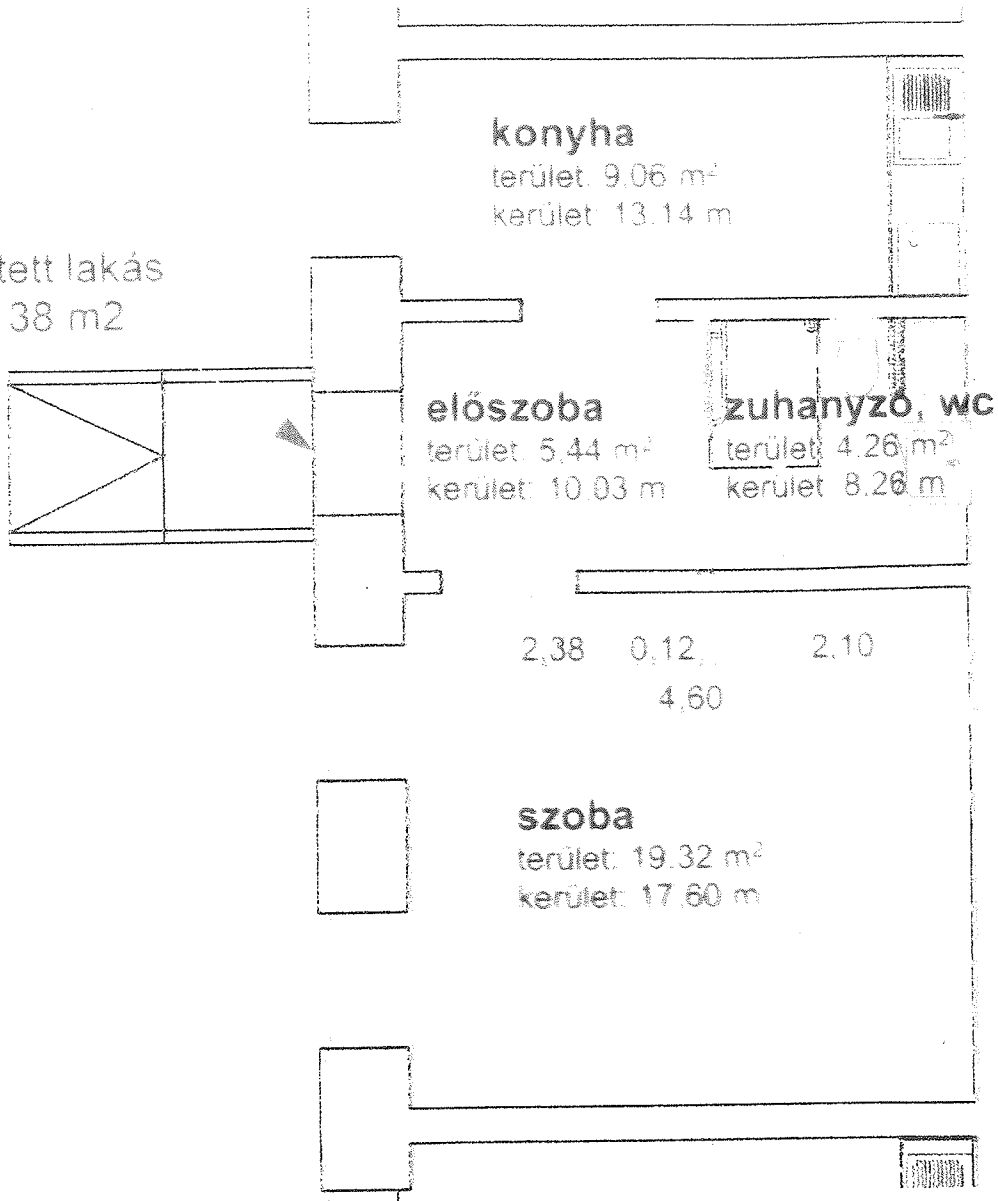 konyha
terület: 9,06 m²
kerület: 13.14 m
tett lakás
38 m2
előszoba
terület: 5,44 m²
kerület: 10.03 m
zuhanyzó, wc
terület: 4.26 m²
kerület: 8.26 m
2,38 0,12 2,10
4,60
szoba
terület: 19.32 m²
kerület: 17,60 m